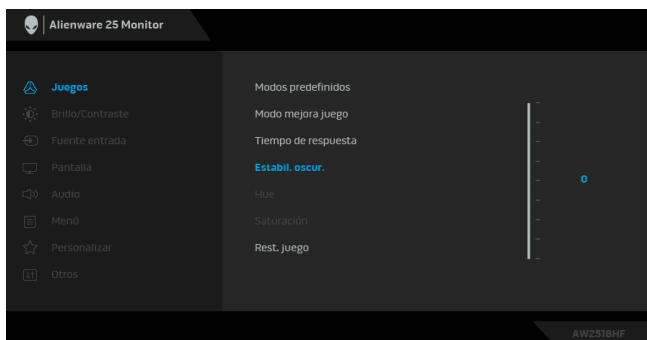 Alienware 25 Monitor
Juegos
Brillo/Contraste
Fuente entrada
Pantalla
Audio
Menú
Personalizar
Otros
Modos predefinidos
Modo mejora juego
Tiempo de respuesta
Estabil. oscur.
Hue
Saturación
Rest. juego
0
AW2518HF